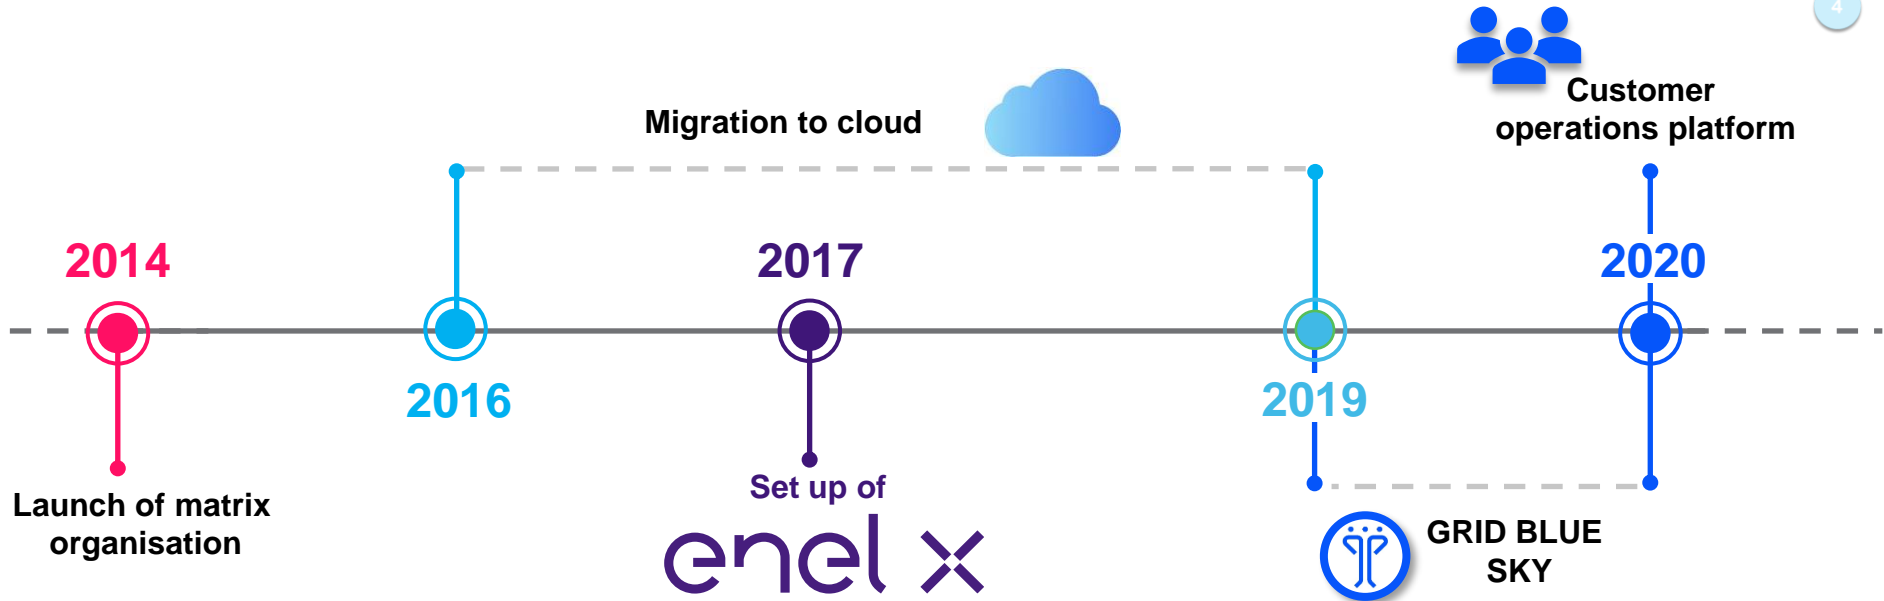 4
Customer
operations platform
Migration to cloud
2014
2017
2020
2016
2019
Set up of
enel x
Launch of matrix
organisation
GRID BLUE
SKY